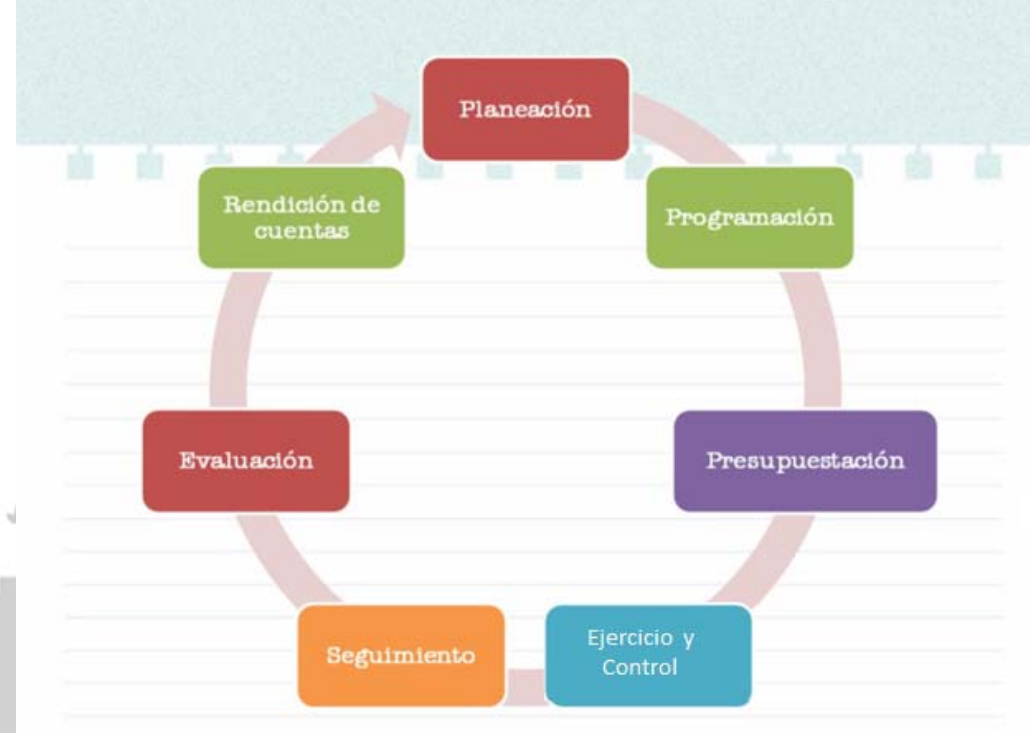 Planeación
Programación
Presupuestación
Ejercicio y
Control
Seguimiento
Evaluación
Rendición de
cuentas